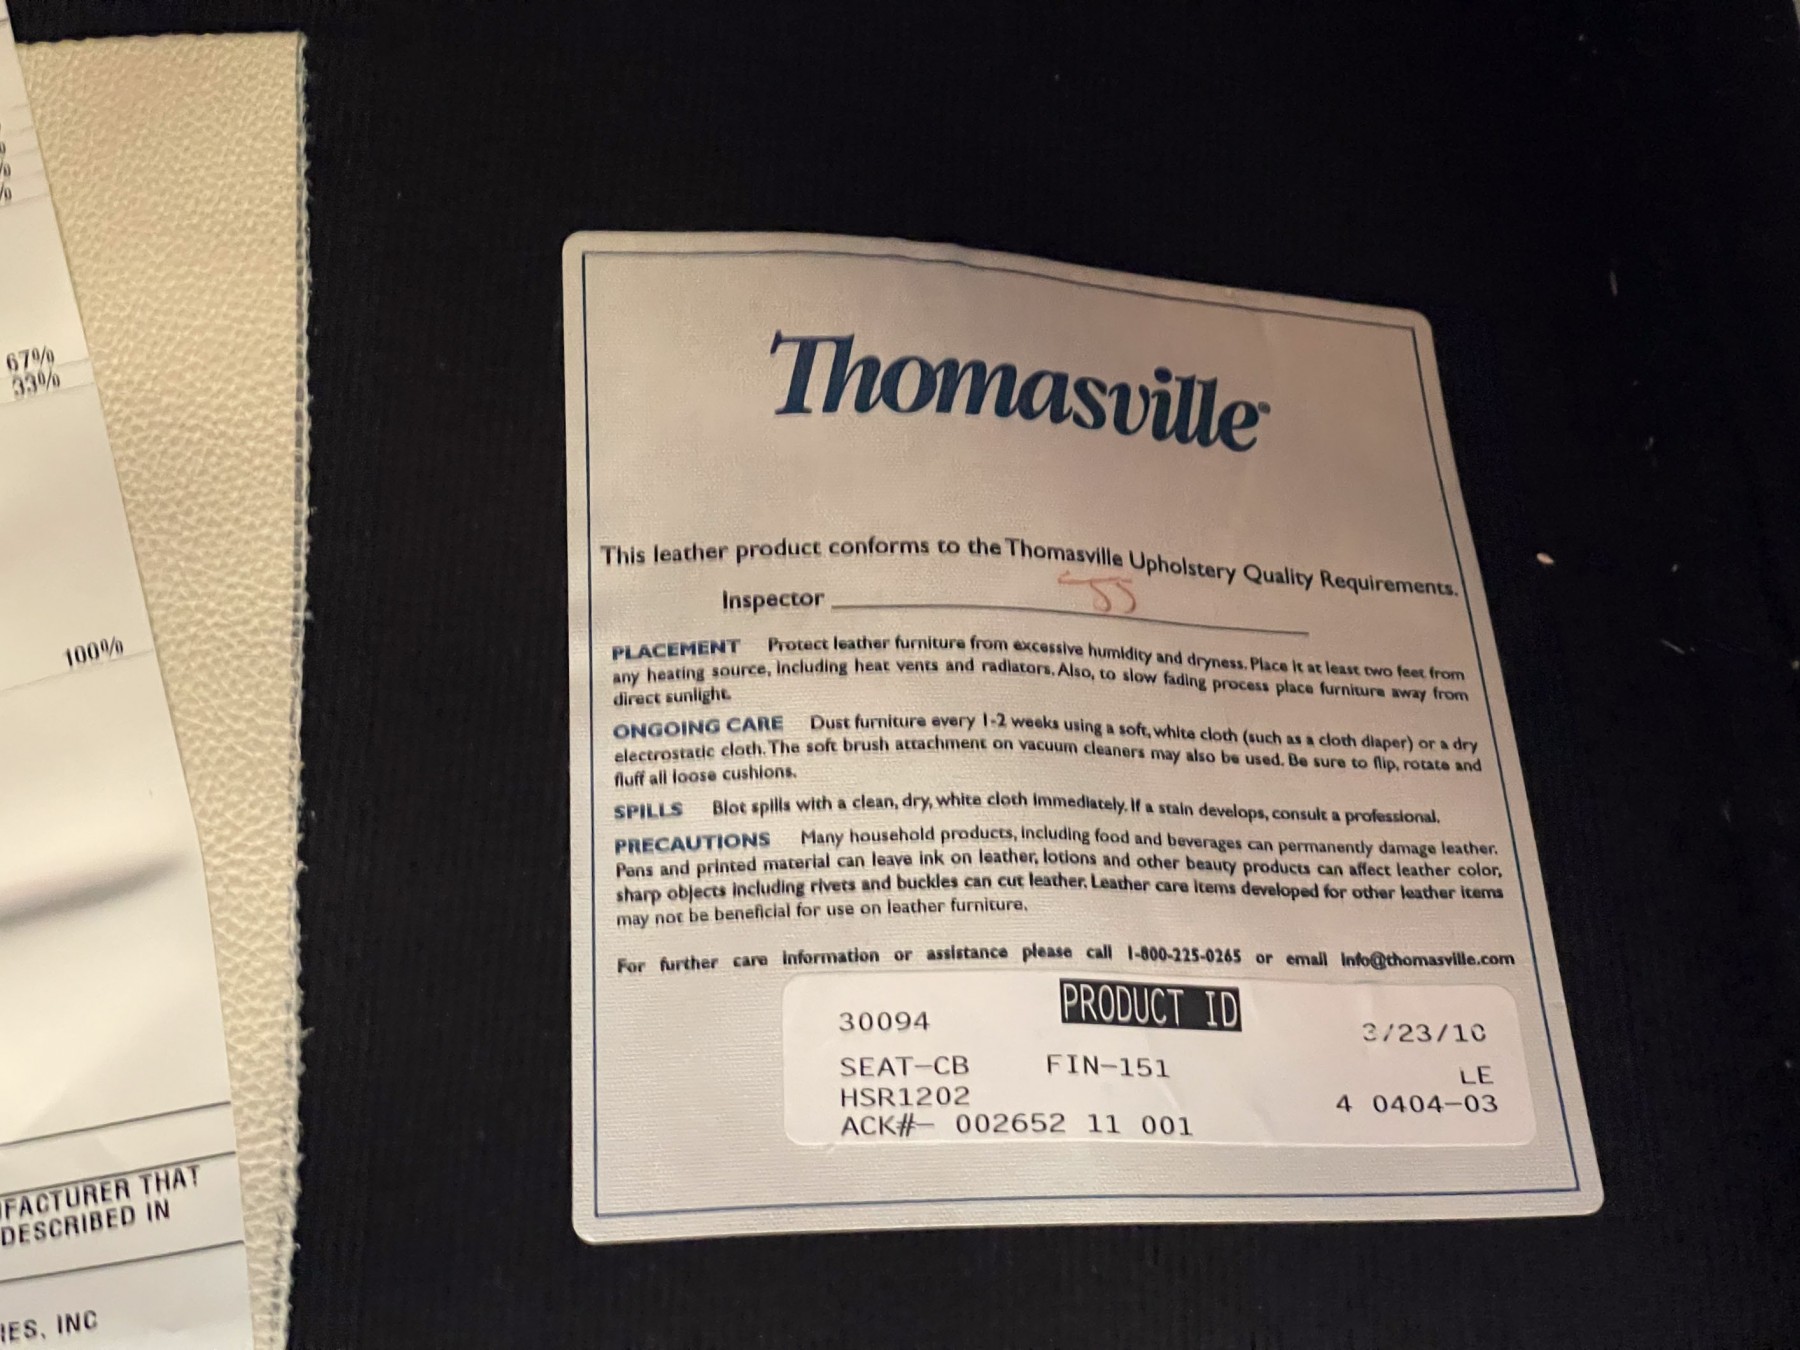 67%
33%
100%
FACTURER THAT
DESCRIBED IN
IES, INC
Thomasville
This leather product conforms to the Thomasville Upholstery Quality Requirements.
Inspector
PLACEMENT Protect leather furniture from excessive humidity and dryness. Place it at least two feet from
any heating source, including heat vents and radiators. Also, to slow fading process place furniture away from
direct sunlight.
ONGOING CARE Dust furniture every 1-2 weeks using a soft, white cloth (such as a cloth diaper) or a dry
electrostatic cloth. The soft brush attachment on vacuum cleaners may also be used. Be sure to flip, rotate and
fluff all loose cushions.
SPILLS Blot spills with a clean, dry, white cloth immediately. If a stain develops, consult a professional.
PRECAUTIONS Many household products, including food and beverages can permanently damage leather.
Pens and printed material can leave ink on leather, lotions and other beauty products can affect leather color,
sharp objects including rivets and buckles can cut leather. Leather care items developed for other leather items
may not be beneficial for use on leather furniture.
For further care information or assistance please call 1-800-225-0265 or email info@thomasville.com
30094 PRODUCT ID 3/23/10
SEAT-CB FIN-151 LE
HSR1202 4 0404-03
ACK#- 002652 11 001